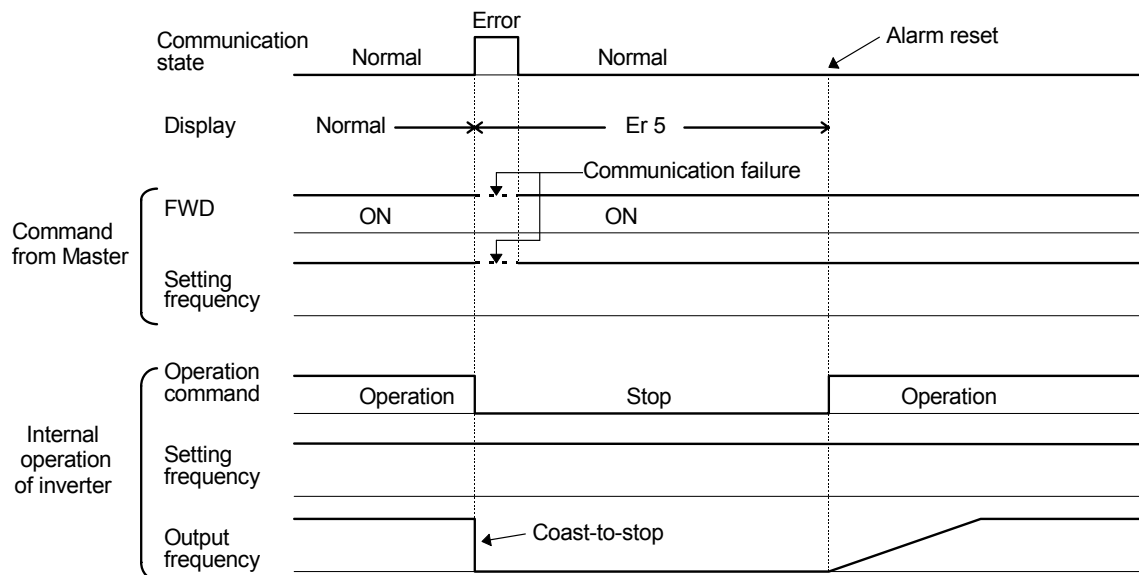 Error
Communication
state
Normal
Normal
Alarm reset
Display
Normal
Er 5
Communication failure
Command
from Master
FWD
ON
ON
Setting
frequency
Internal
operation
of inverter
Operation
command
Operation
Stop
Operation
Setting
frequency
Output
frequency
Coast-to-stop